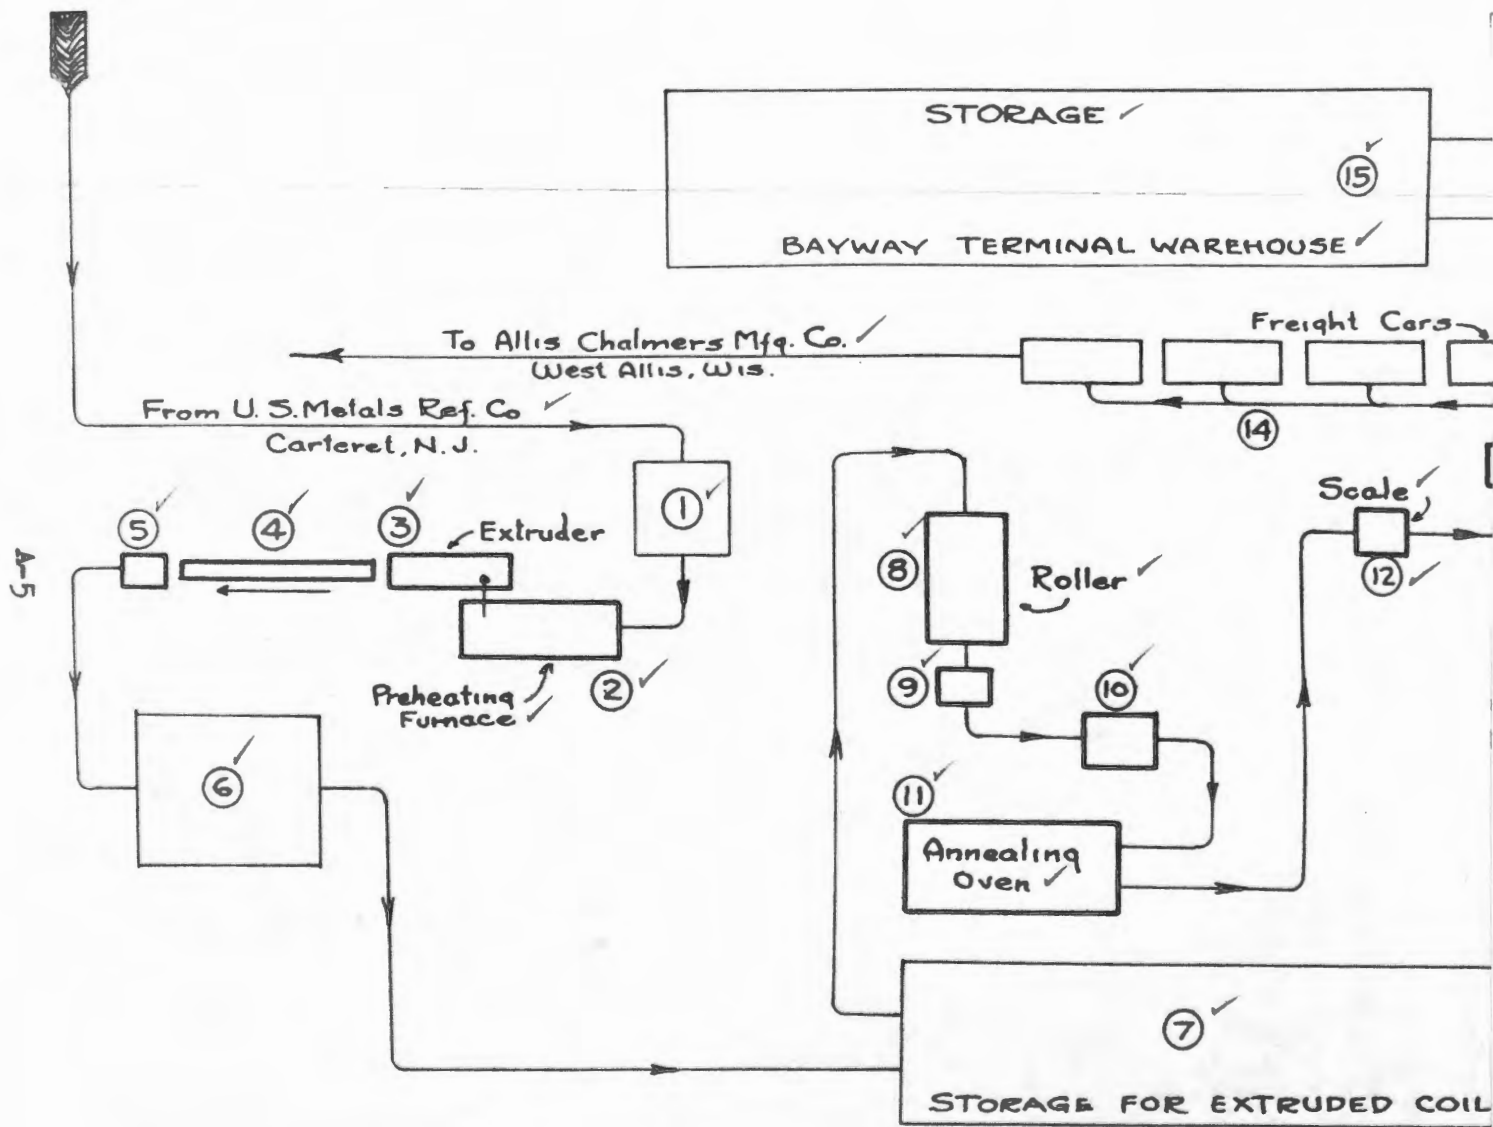 STORAGE
15
BAYWAY TERMINAL WAREHOUSE
To Allis Chalmers Mfg. Co.
West Allis, Wis.
Freight Cars
From U.S. Metals Ref. Co
Carteret, N.J.
14
1
Scale
5
4
3
Extruder
8
Roller
12
A-5
Preheating
Furnace
2
9
10
6
11
Annealing
Oven
7
STORAGE FOR EXTRUDED COIL